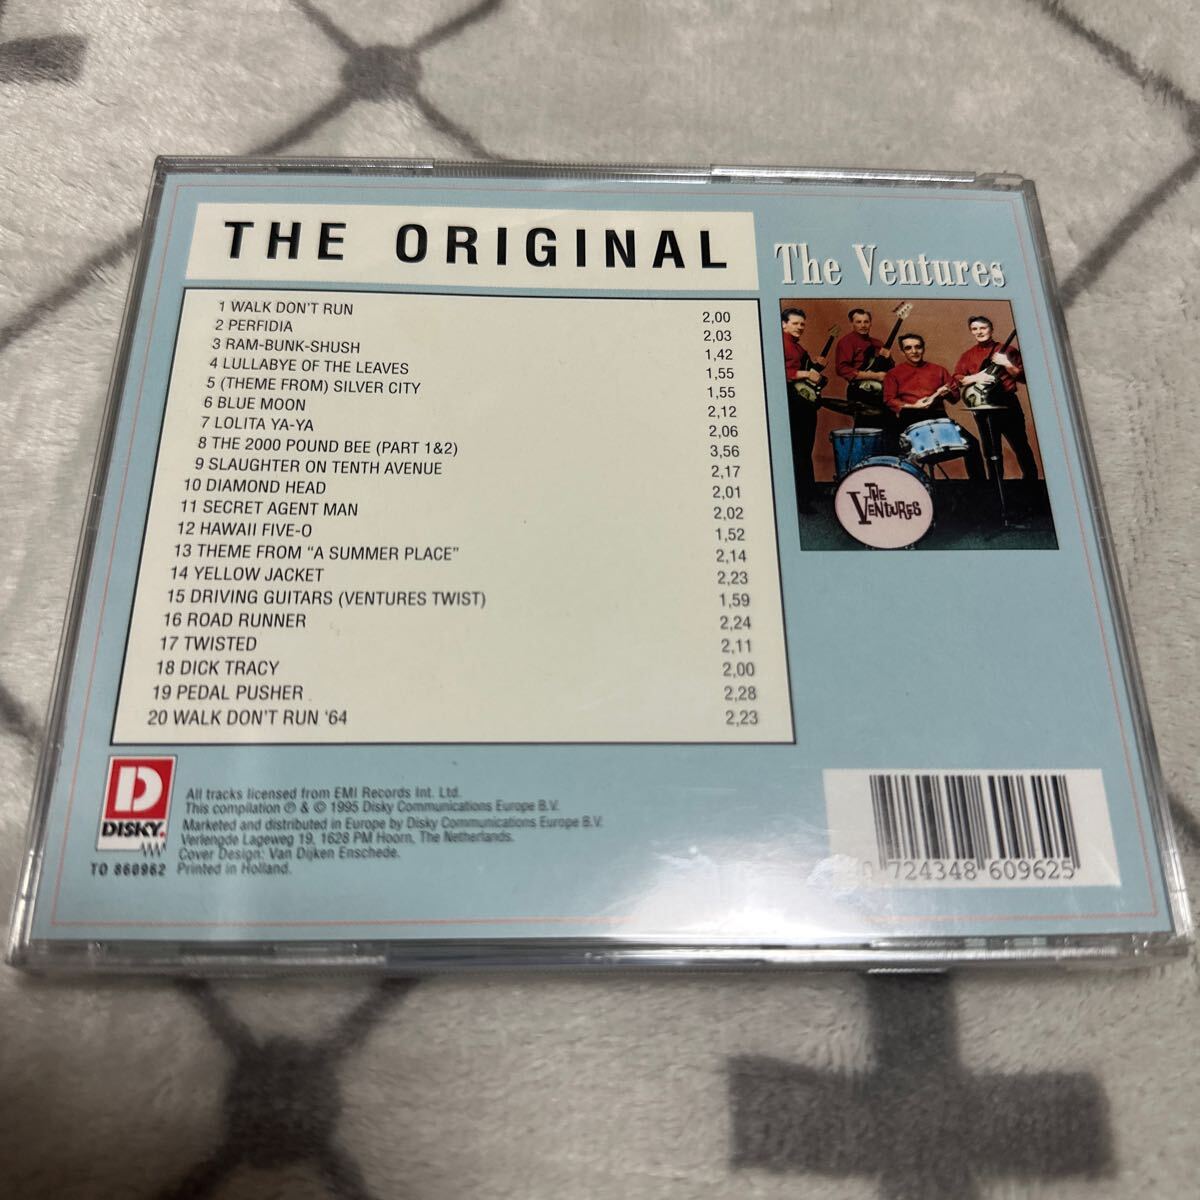 THE ORIGINAL
The Ventures
1 WALK DON'T RUN 2,00
2 PERFIDIA 2,03
3 RAM-BUNK-SHUSH 1,42
4 LULLABYE OF THE LEAVES 1,55
5 (THEME FROM) SILVER CITY 1,55
6 BLUE MOON 2,12
7 LOLITA YA-YA 2,06
8 THE 2000 POUND BEE (PART 1&2) 3,56
9 SLAUGHTER ON TENTH AVENUE 2,17
10 DIAMOND HEAD 2,01
11 SECRET AGENT MAN 2,02
12 HAWAII FIVE-O 1,52
13 THEME FROM “A SUMMER PLACE” 2,14
14 YELLOW JACKET 2,23
15 DRIVING GUITARS (VENTURES TWIST) 1,59
16 ROAD RUNNER 2,24
17 TWISTED 2,11
18 DICK TRACY 2,00
19 PEDAL PUSHER 2,28
20 WALK DON'T RUN ‘64 2,23
THE
VENTURES
D
DISKY.
TO 860962
All tracks licensed from EMI Records Int. Ltd.
This compilation ℗ & © 1995 Disky Communications Europe B.V.
Marketed and distributed in Europe by Disky Communications Europe B.V.
Verlengde Lageweg 19, 1628 PM Hoorn, The Netherlands.
Cover Design: Van Dijken Enschede.
Printed in Holland.
0 724348 609625